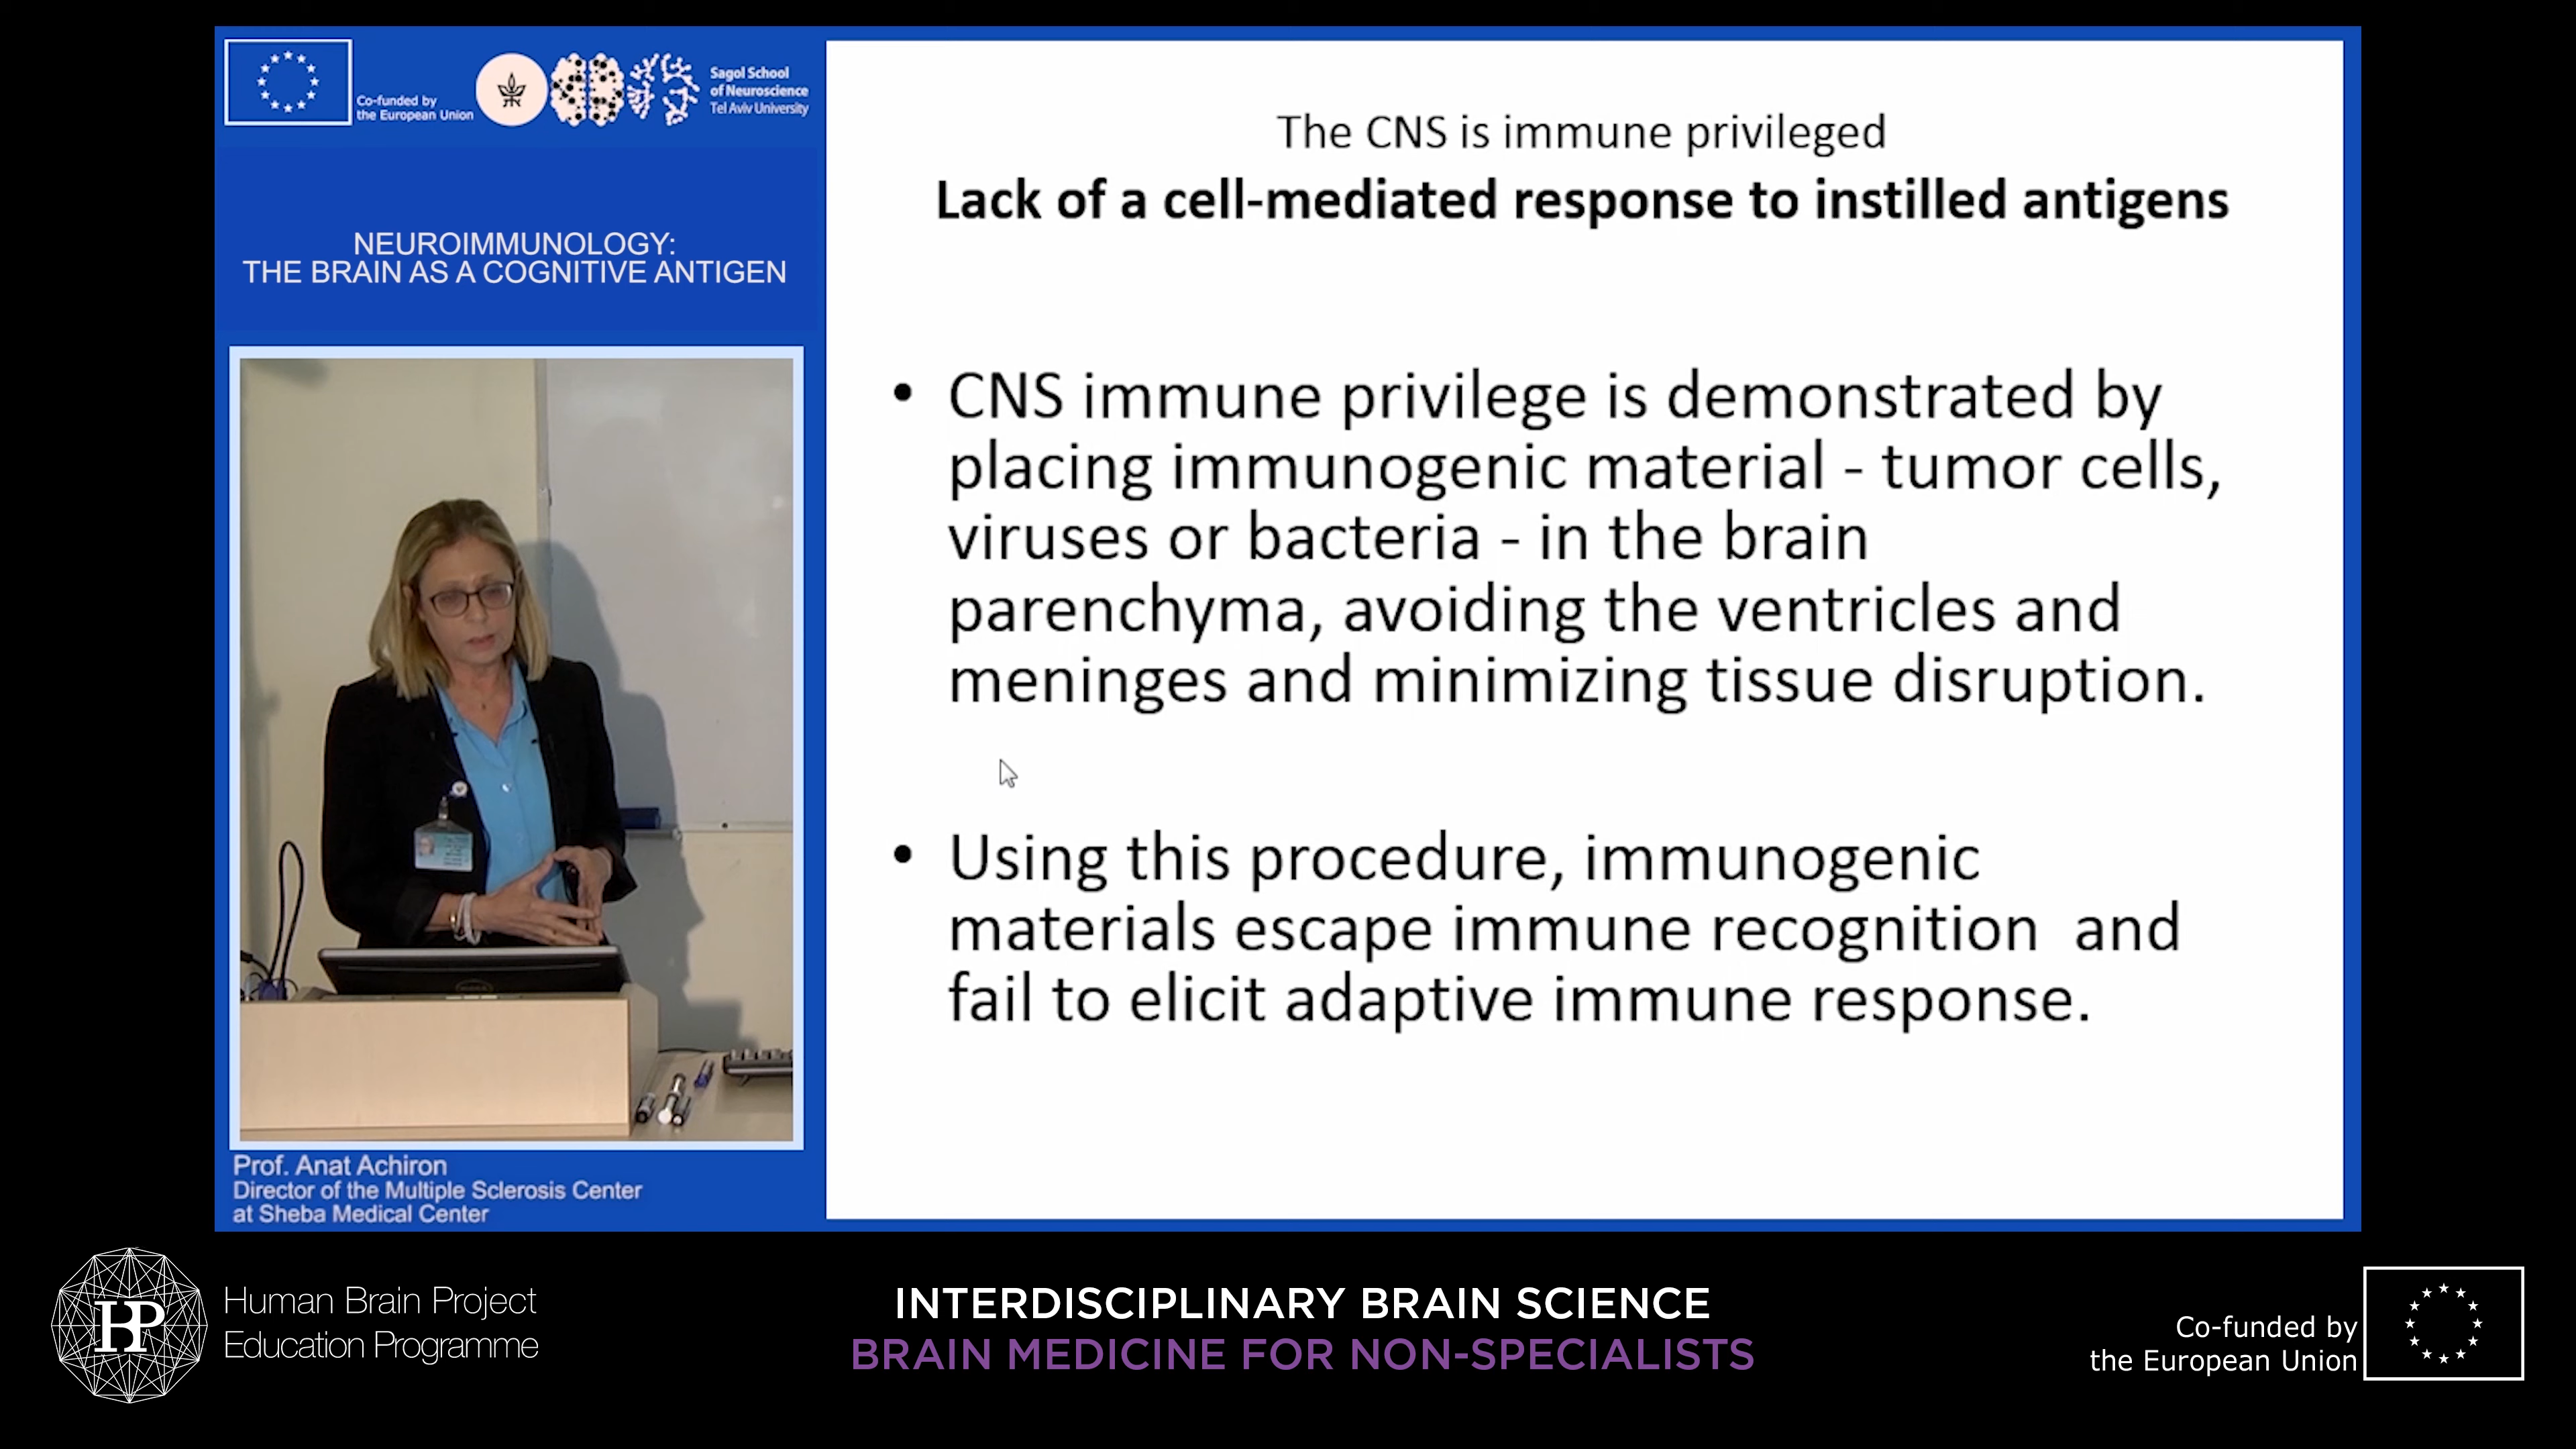 Co-funded by
the European Union
Sagol School
of Neuroscience
Tel Aviv University
NEUROIMMUNOLOGY:
THE BRAIN AS A COGNITIVE ANTIGEN
Prof. Anat Achiron
Director of the Multiple Sclerosis Center
at Sheba Medical Center
The CNS is immune privileged
Lack of a cell-mediated response to instilled antigens
• CNS immune privilege is demonstrated by
placing immunogenic material - tumor cells,
viruses or bacteria - in the brain
parenchyma, avoiding the ventricles and
meninges and minimizing tissue disruption.
• Using this procedure, immunogenic
materials escape immune recognition  and
fail to elicit adaptive immune response.
HBP
Human Brain Project
Education Programme
INTERDISCIPLINARY BRAIN SCIENCE
BRAIN MEDICINE FOR NON-SPECIALISTS
Co-funded by
the European Union